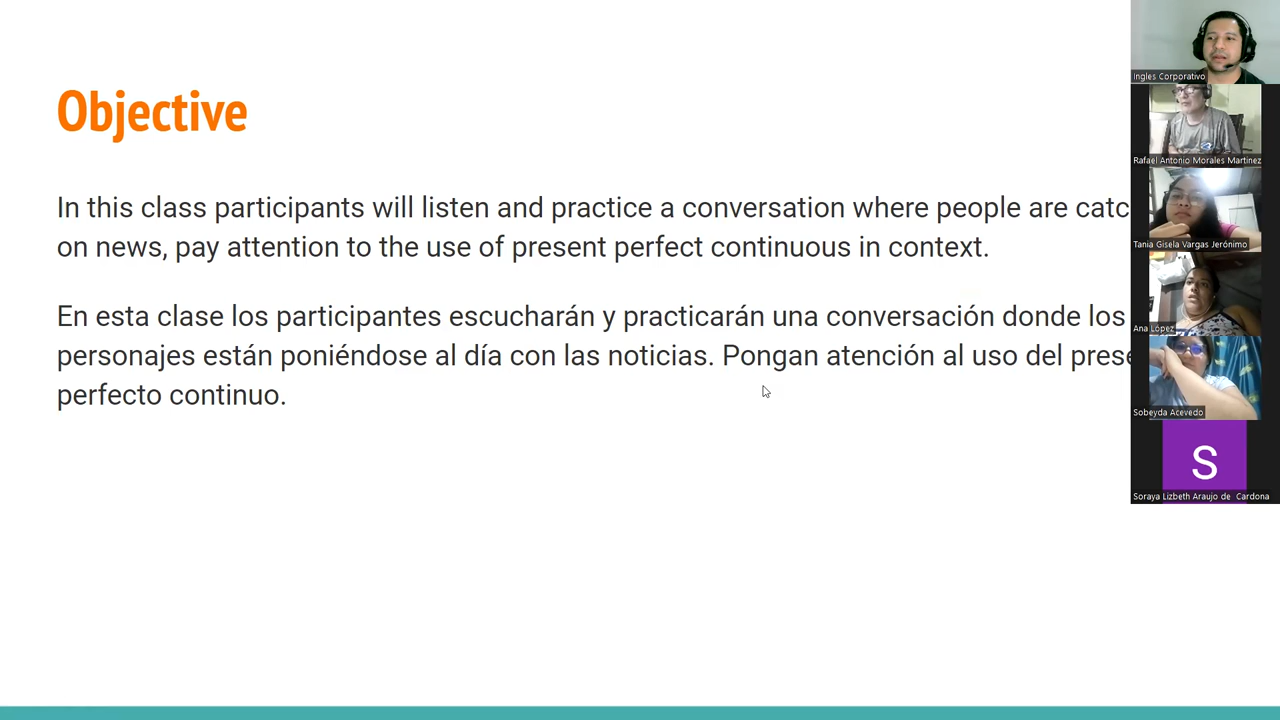 Objective
In this class participants will listen and practice a conversation where people are
on news, pay attention to the use of present perfect continuous in context.
En esta clase los participantes escucharán y practicarán una conversación donde los
personajes están poniéndose al día con las noticias. Pongan atención al uso del
perfecto continuo.
Ingles Corporativo
Rafael Antonio Morales Martinez
Tania Gisela Vargas Jerónimo
Ana López
Sobeyda Acevedo
S
Soraya Lizbeth Araujo de Cardona